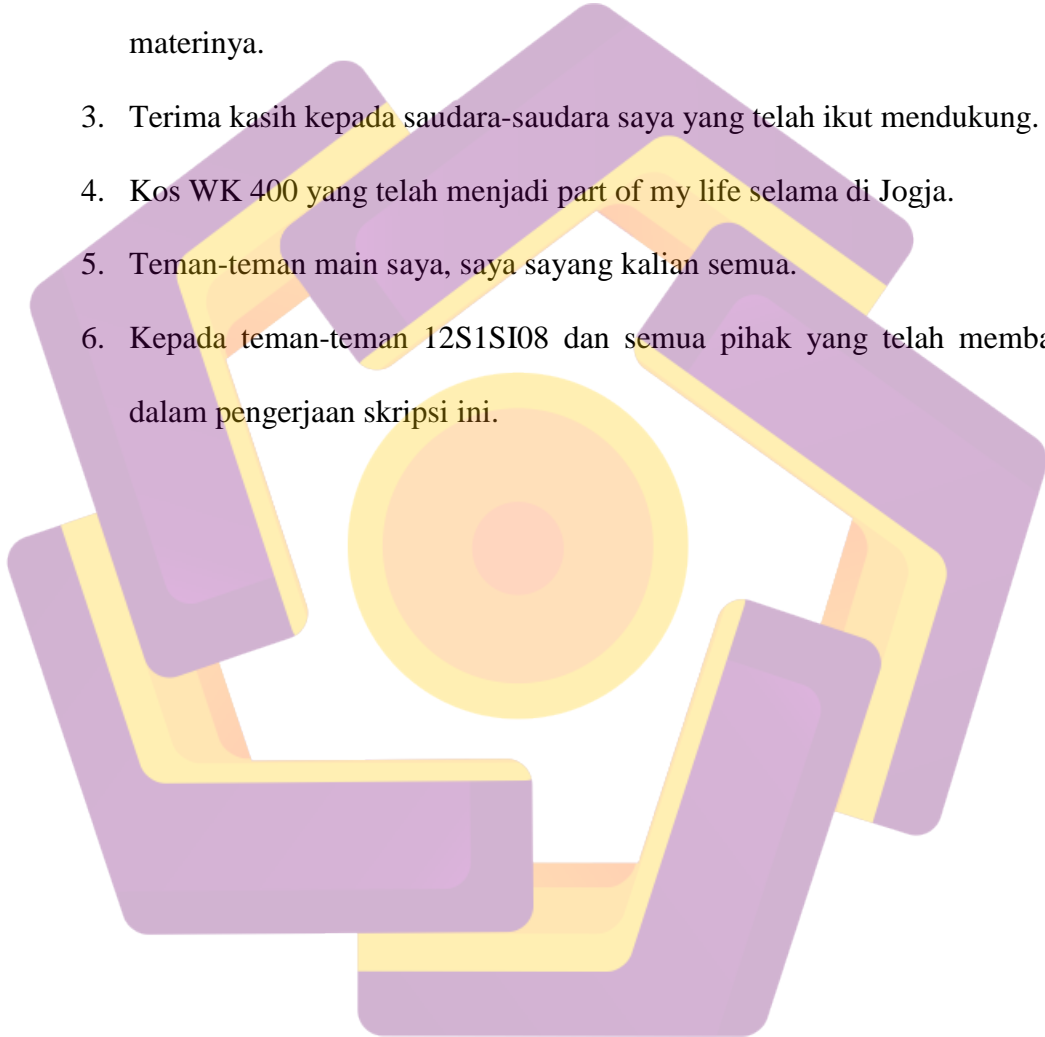 materinya.
3. Terima kasih kepada saudara-saudara saya yang telah ikut mendukung.
4. Kos WK 400 yang telah menjadi part of my life selama di Jogja.
5. Teman-teman main saya, saya sayang kalian semua.
6. Kepada teman-teman 12S1SI08 dan semua pihak yang telah memba
dalam pengerjaan skripsi ini.